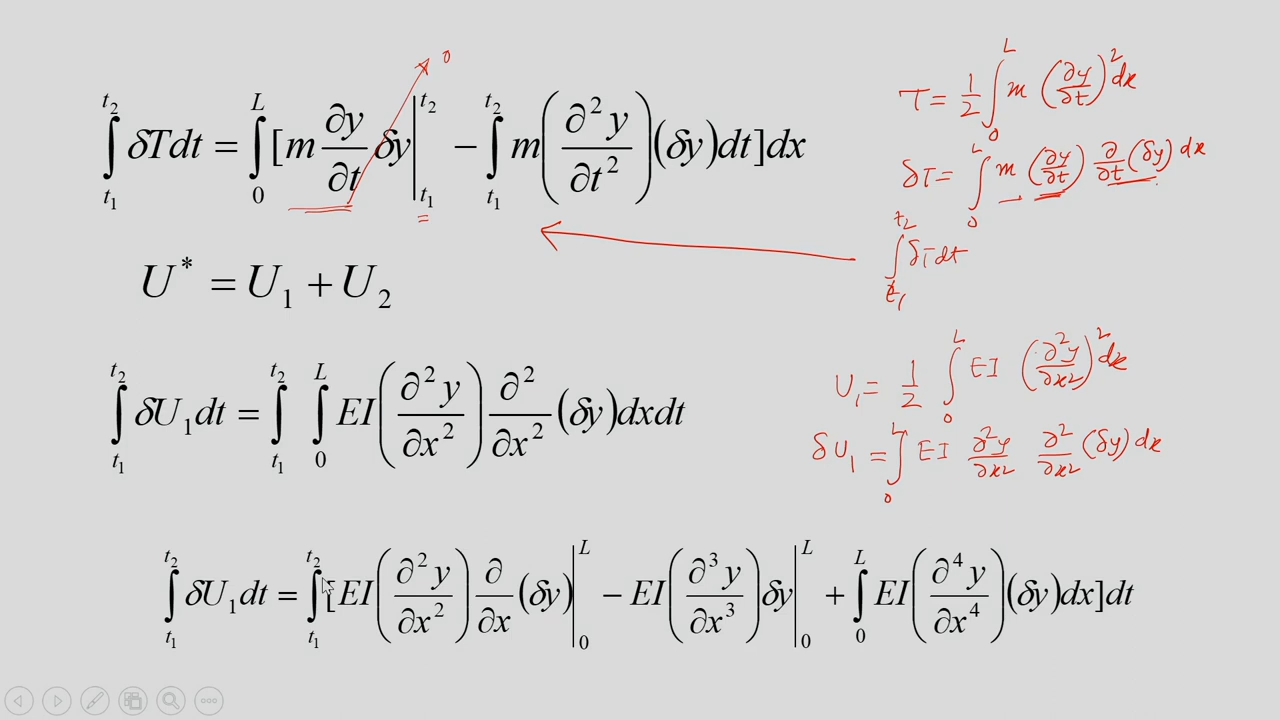 ∫_{t₁}^{t₂} δT dt = ∫_0^L [m ∂y/∂t δy |_{t₁}^{t₂} − ∫_{t₁}^{t₂} m (∂²y/∂t²) (δy) dt] dx
0
U* = U₁ + U₂
∫_{t₁}^{t₂} δU₁ dt = ∫_{t₁}^{t₂} ∫_0^L EI (∂²y/∂x²) ∂²/∂x² (δy) dx dt
∫_{t₁}^{t₂} δU₁ dt = ∫_{t₁}^{t₂} [EI (∂²y/∂x²) ∂/∂x (δy) |_0^L − EI (∂³y/∂x³) δy |_0^L + ∫_0^L EI (∂⁴y/∂x⁴) (δy) dx] dt
T = 1/2 ∫_0^L m (∂y/∂t)² dx
δT = ∫_0^L m (∂y/∂t) ∂/∂t (δy) dx
∫_{t₁}^{t₂} δT dt
U₁ = 1/2 ∫_0^L EI (∂²y/∂x²)² dx
δU₁ = ∫_0^L EI ∂²y/∂x² ∂²/∂x² (δy) dx